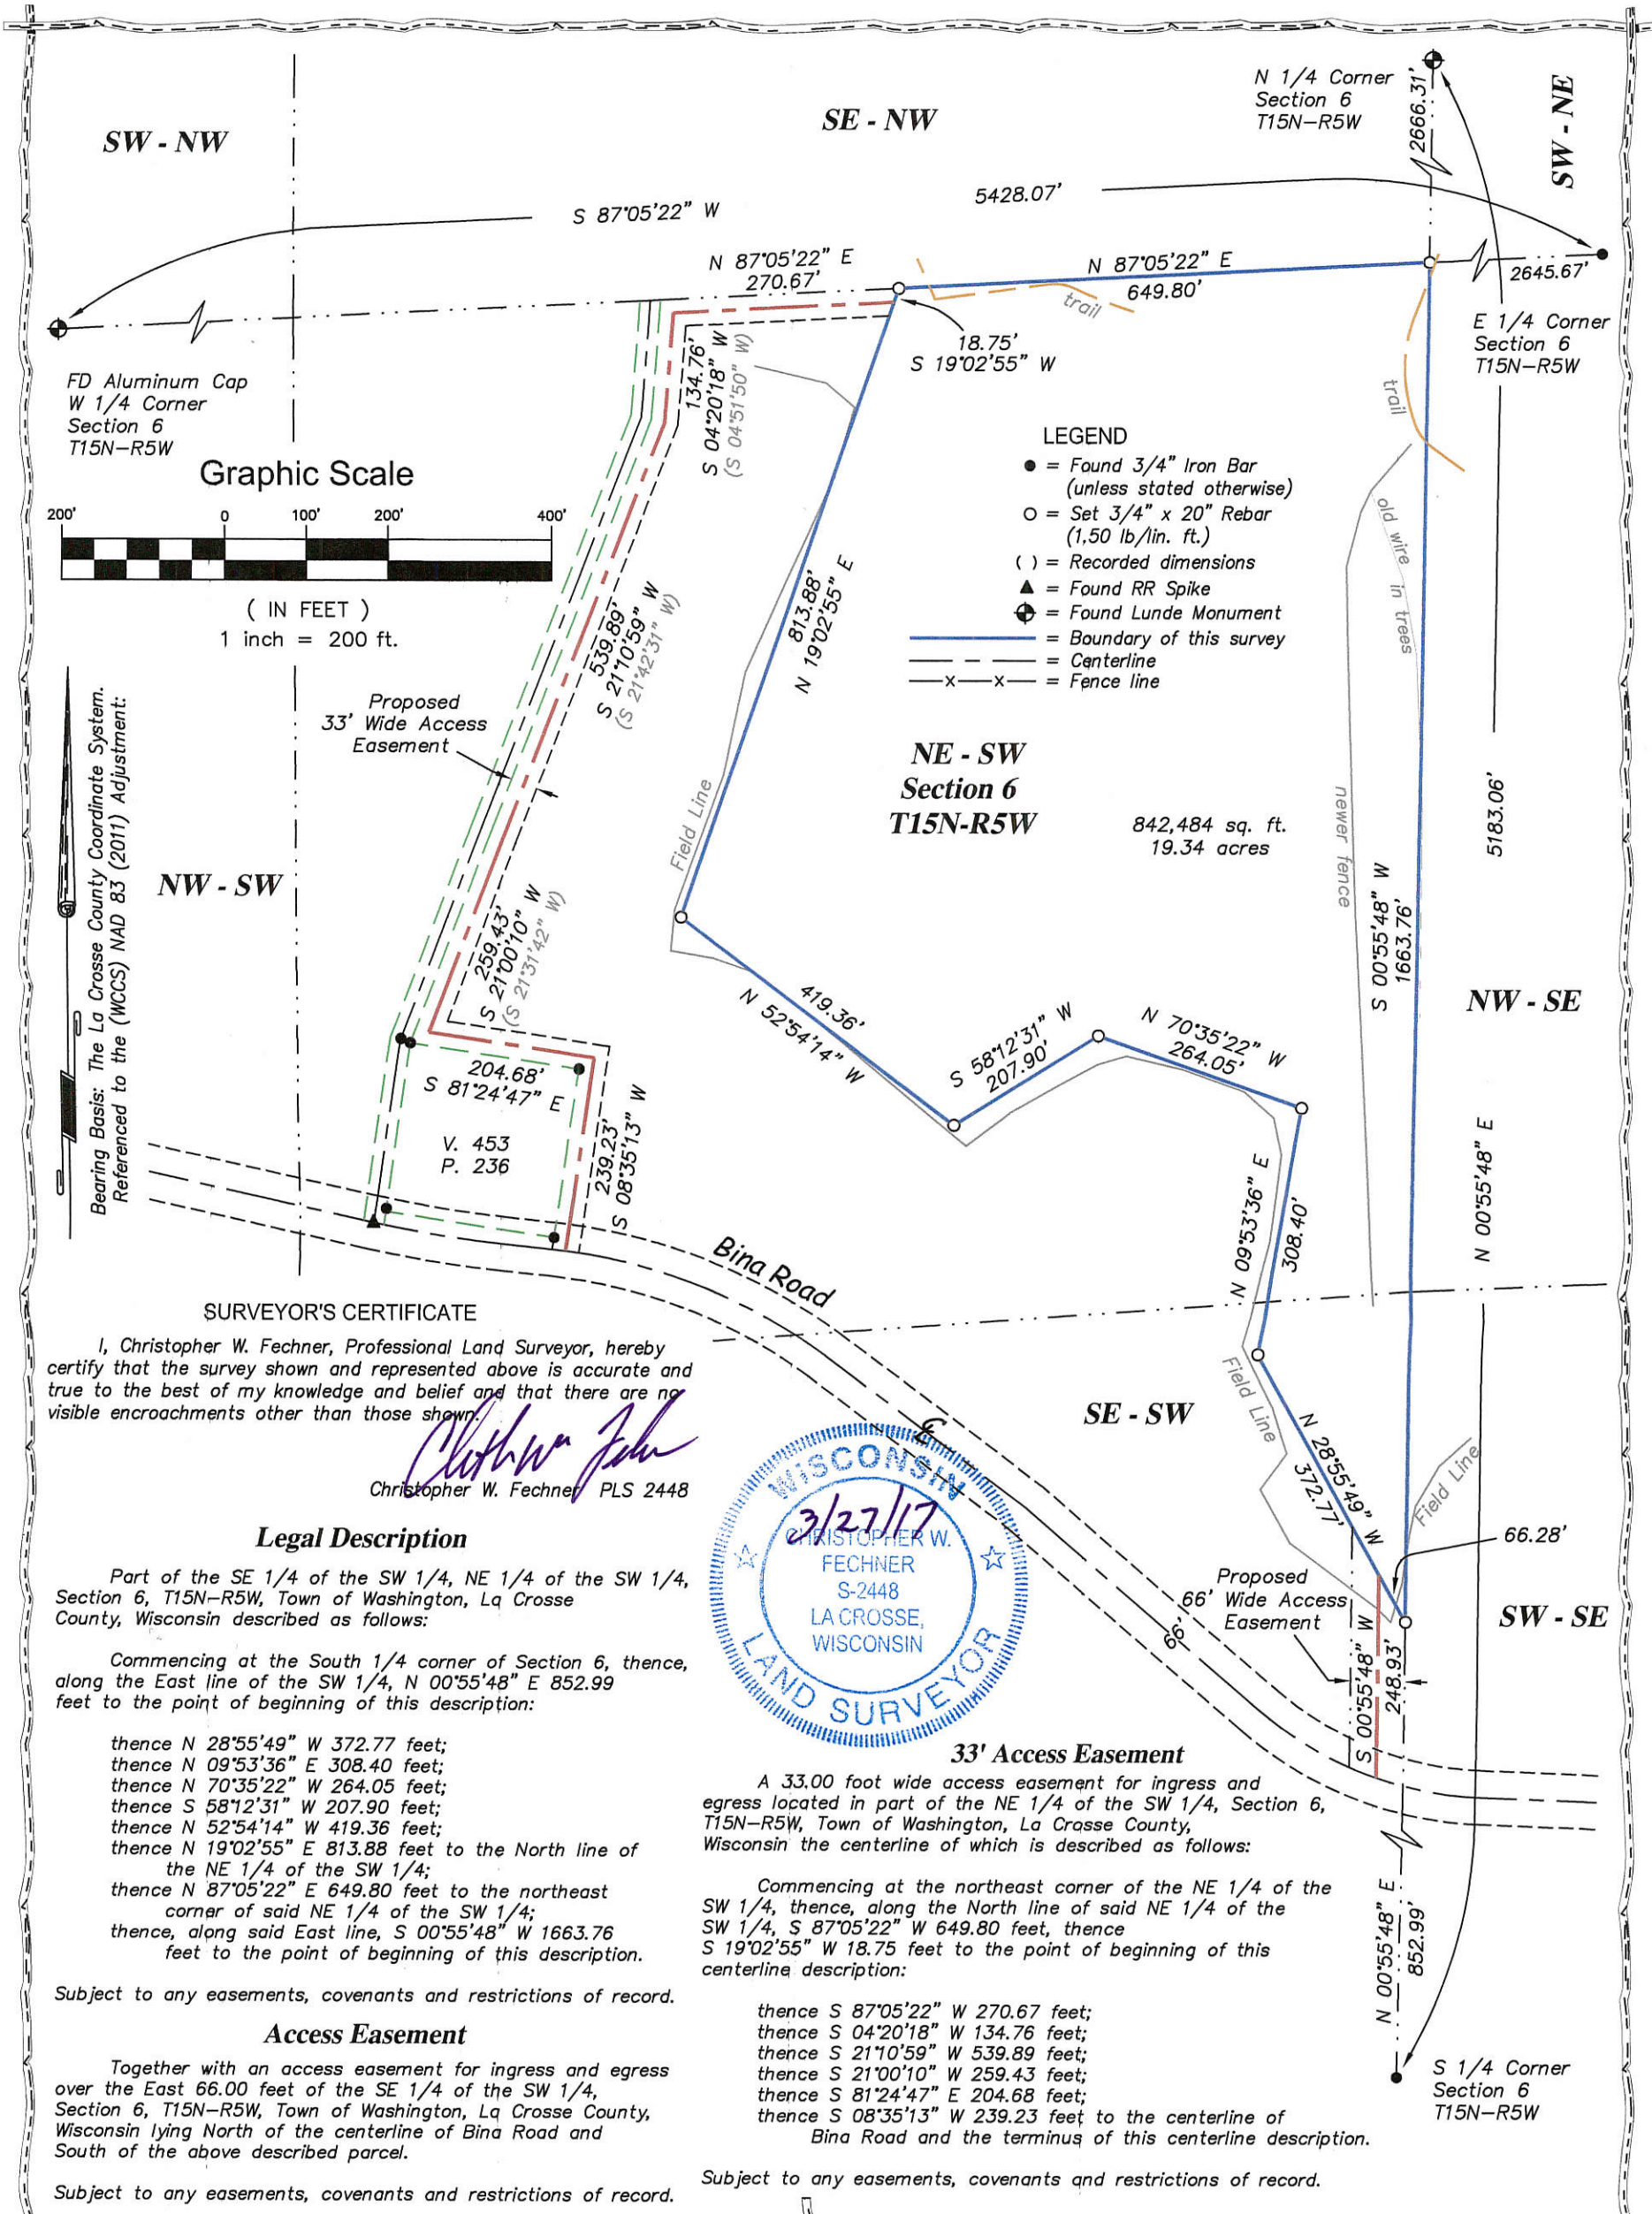 SW - NW
SE - NW
N 1/4 Corner
Section 6
T15N-R5W
2666.31'
SW - NE
S 87°05'22" W
5428.07'
N 87°05'22" E
270.67'
N 87°05'22" E
649.80'
trail
2645.67'
18.75'
S 19°02'55" W
E 1/4 Corner
Section 6
T15N-R5W
FD Aluminum Cap
W 1/4 Corner
Section 6
T15N-R5W
134.76'
S 04°20'18" W
(S 04°51'50" W)
trail
Graphic Scale
200' 0 100' 200' 400'
( IN FEET )
1 inch = 200 ft.
LEGEND
= Found 3/4" Iron Bar
(unless stated otherwise)
= Set 3/4" x 20" Rebar
(1.50 lb/lin. ft.)
( ) = Recorded dimensions
= Found RR Spike
= Found Lunde Monument
= Boundary of this survey
= Centerline
x x = Fence line
old wire in trees
539.89'
S 21°10'59" W
(S 21°42'31" W)
813.88'
N 19°02'55" E
Proposed
33' Wide Access
Easement
Bearing Basis: The La Crosse County Coordinate System.
Referenced to the (WCCS) NAD 83 (2011) Adjustment:
NE - SW
Section 6
T15N-R5W
842,484 sq. ft.
19.34 acres
Field Line
newer fence
5183.06'
NW - SW
259.43'
S 21°00'10" W
(S 21°31'42" W)
S 00°55'48" W
1663.76'
NW - SE
419.36'
N 52°54'14" W
S 58°12'31" W
207.90'
N 70°35'22" W
264.05'
204.68'
S 81°24'47" E
V. 453
P. 236
239.23'
S 08°35'13" W
N 09°53'36" E
308.40'
N 00°55'48" E
Bina Road
SURVEYOR'S CERTIFICATE
I, Christopher W. Fechner, Professional Land Surveyor, hereby
certify that the survey shown and represented above is accurate and
true to the best of my knowledge and belief and that there are no
visible encroachments other than those shown.
Christopher W. Fechner PLS 2448
SE - SW
Field Line
N 28°55'49" W
372.77'
Field Line
66.28'
WISCONSIN
3/27/17
CHRISTOPHER W.
FECHNER
S-2448
LA CROSSE,
WISCONSIN
LAND SURVEYOR
66'
Proposed
66' Wide Access
Easement
SW - SE
S 00°55'48" W
248.93'
Legal Description
Part of the SE 1/4 of the SW 1/4, NE 1/4 of the SW 1/4,
Section 6, T15N-R5W, Town of Washington, La Crosse
County, Wisconsin described as follows:
Commencing at the South 1/4 corner of Section 6, thence,
along the East line of the SW 1/4, N 00°55'48" E 852.99
feet to the point of beginning of this description:
thence N 28°55'49" W 372.77 feet;
thence N 09°53'36" E 308.40 feet;
thence N 70°35'22" W 264.05 feet;
thence S 58°12'31" W 207.90 feet;
thence N 52°54'14" W 419.36 feet;
thence N 19°02'55" E 813.88 feet to the North line of
the NE 1/4 of the SW 1/4;
thence N 87°05'22" E 649.80 feet to the northeast
corner of said NE 1/4 of the SW 1/4;
thence, along said East line, S 00°55'48" W 1663.76
feet to the point of beginning of this description.
Subject to any easements, covenants and restrictions of record.
Access Easement
Together with an access easement for ingress and egress
over the East 66.00 feet of the SE 1/4 of the SW 1/4,
Section 6, T15N-R5W, Town of Washington, La Crosse County,
Wisconsin lying North of the centerline of Bina Road and
South of the above described parcel.
Subject to any easements, covenants and restrictions of record.
33' Access Easement
A 33.00 foot wide access easement for ingress and
egress located in part of the NE 1/4 of the SW 1/4, Section 6,
T15N-R5W, Town of Washington, La Crosse County,
Wisconsin the centerline of which is described as follows:
Commencing at the northeast corner of the NE 1/4 of the
SW 1/4, thence, along the North line of said NE 1/4 of the
SW 1/4, S 87°05'22" W 649.80 feet, thence
S 19°02'55" W 18.75 feet to the point of beginning of this
centerline description:
thence S 87°05'22" W 270.67 feet;
thence S 04°20'18" W 134.76 feet;
thence S 21°10'59" W 539.89 feet;
thence S 21°00'10" W 259.43 feet;
thence S 81°24'47" E 204.68 feet;
thence S 08°35'13" W 239.23 feet to the centerline of
Bina Road and the terminus of this centerline description.
Subject to any easements, covenants and restrictions of record.
N 00°55'48" E
852.99'
S 1/4 Corner
Section 6
T15N-R5W